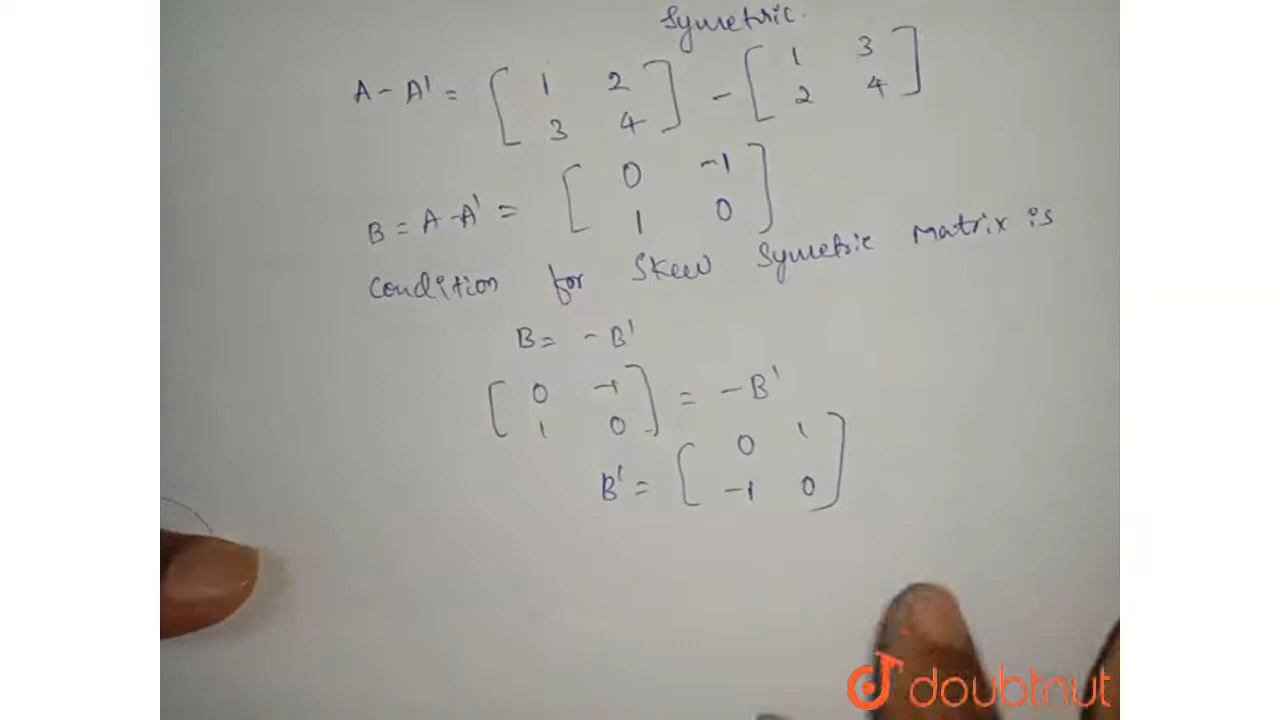 Symetric.
A - A' = [ 1 2 ] - [ 1 3 ]
[ 3 4 ] [ 2 4 ]
B = A - A' = [ 0 -1 ]
[ 1 0 ]
Condition for Skew Symetric Matrix is
B = - B'
[ 0 -1 ] = - B'
[ 1 0 ]
B' = [ 0 1 ]
[ -1 0 ]
doubtnut